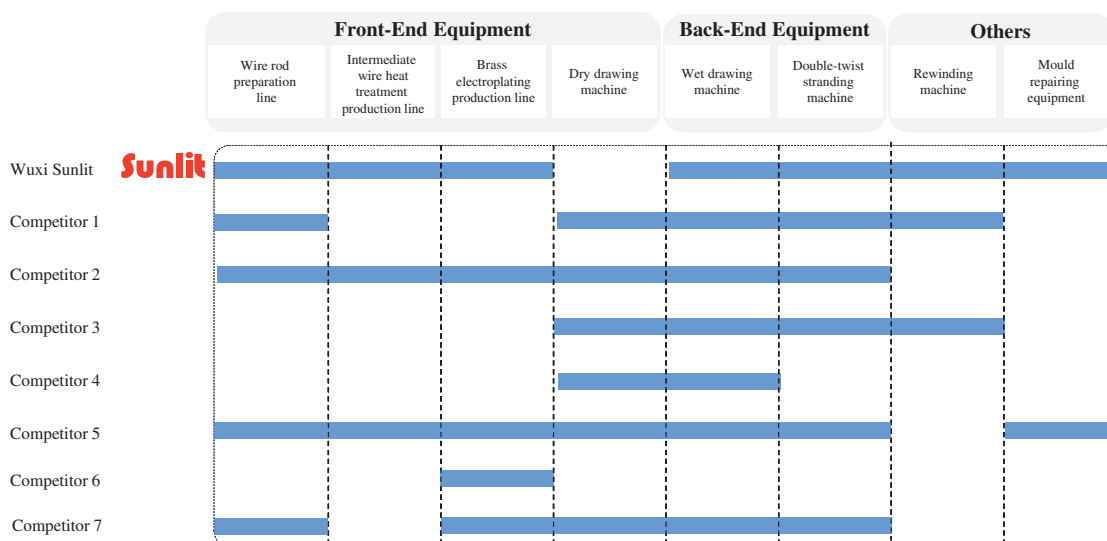 Front-End Equipment
Back-End Equipment
Others
Wire rod
preparation
line
Intermediate
wire heat
treatment
production line
Brass
electroplating
production line
Dry drawing
machine
Wet drawing
machine
Double-twist
stranding
machine
Rewinding
machine
Mould
repairing
equipment
Wuxi Sunlit
Sunlit
Competitor 1
Competitor 2
Competitor 3
Competitor 4
Competitor 5
Competitor 6
Competitor 7